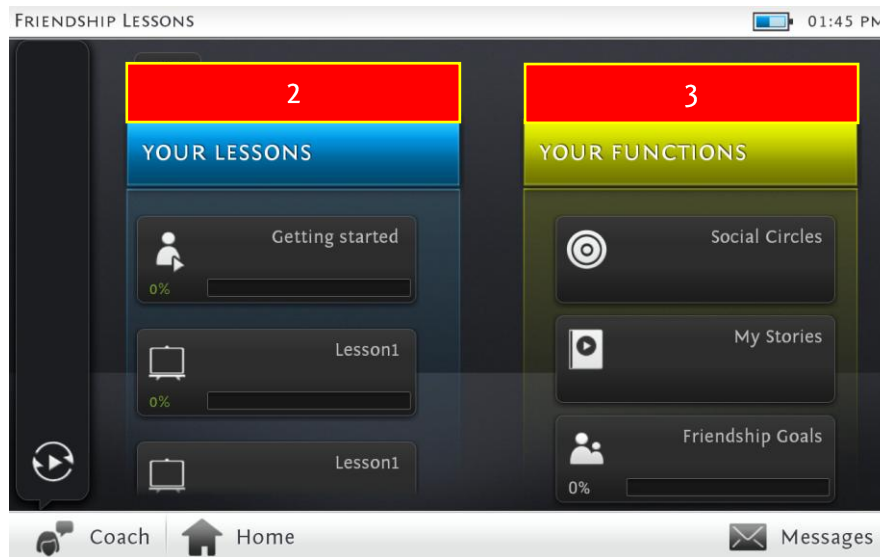 FRIENDSHIP LESSONS
01:45 PM
2
3
YOUR LESSONS
YOUR FUNCTIONS
Getting started
0%
Lesson1
0%
Lesson1
Social Circles
My Stories
Friendship Goals
0%
Coach
Home
Messages